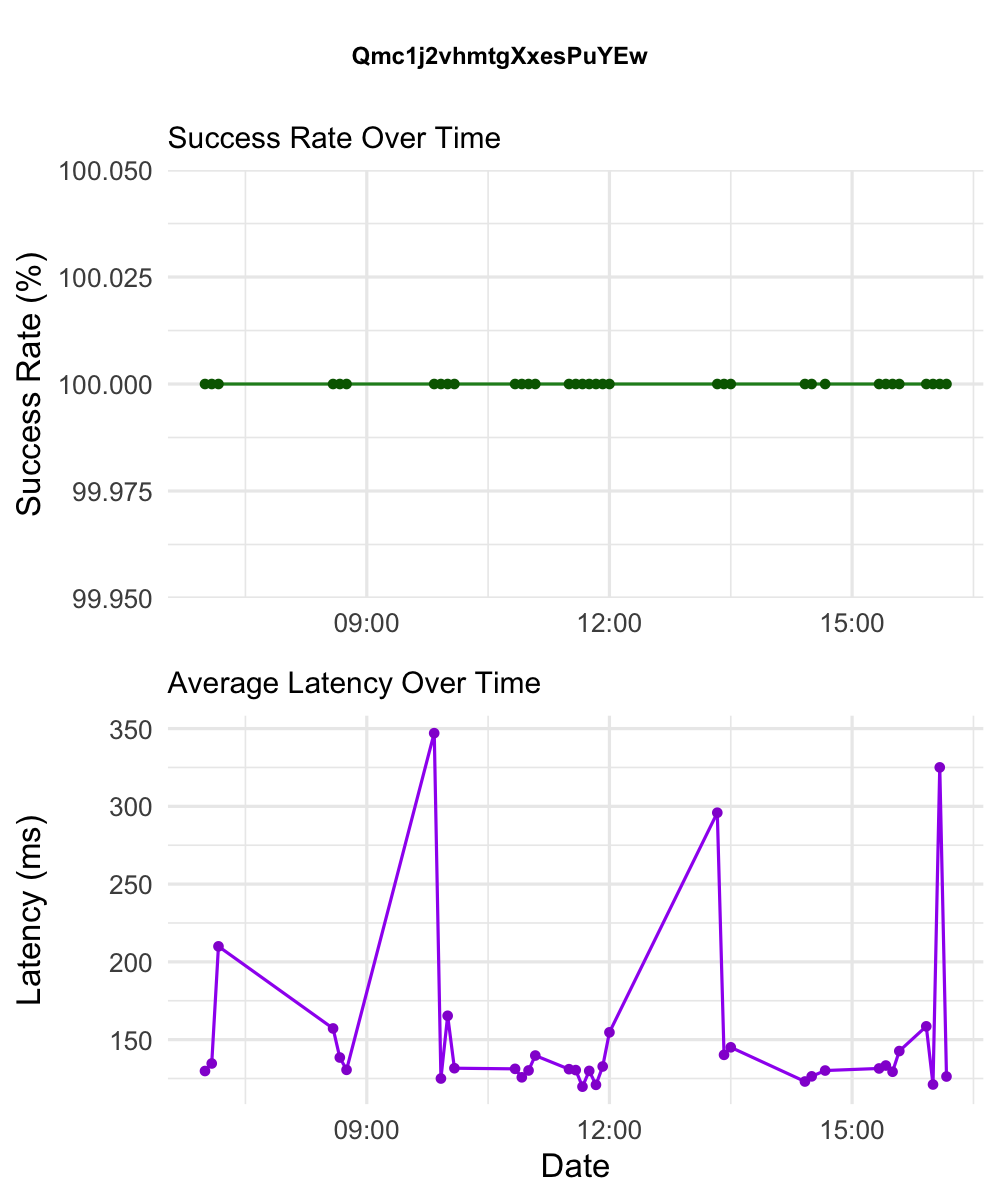 Qmc1j2vhmtgXxesPuYEw
Success Rate Over Time
Success Rate (%)
100.050
100.025
100.000
99.975
99.950
09:00 12:00 15:00
Average Latency Over Time
Latency (ms)
350
300
250
200
150
09:00 12:00 15:00
Date